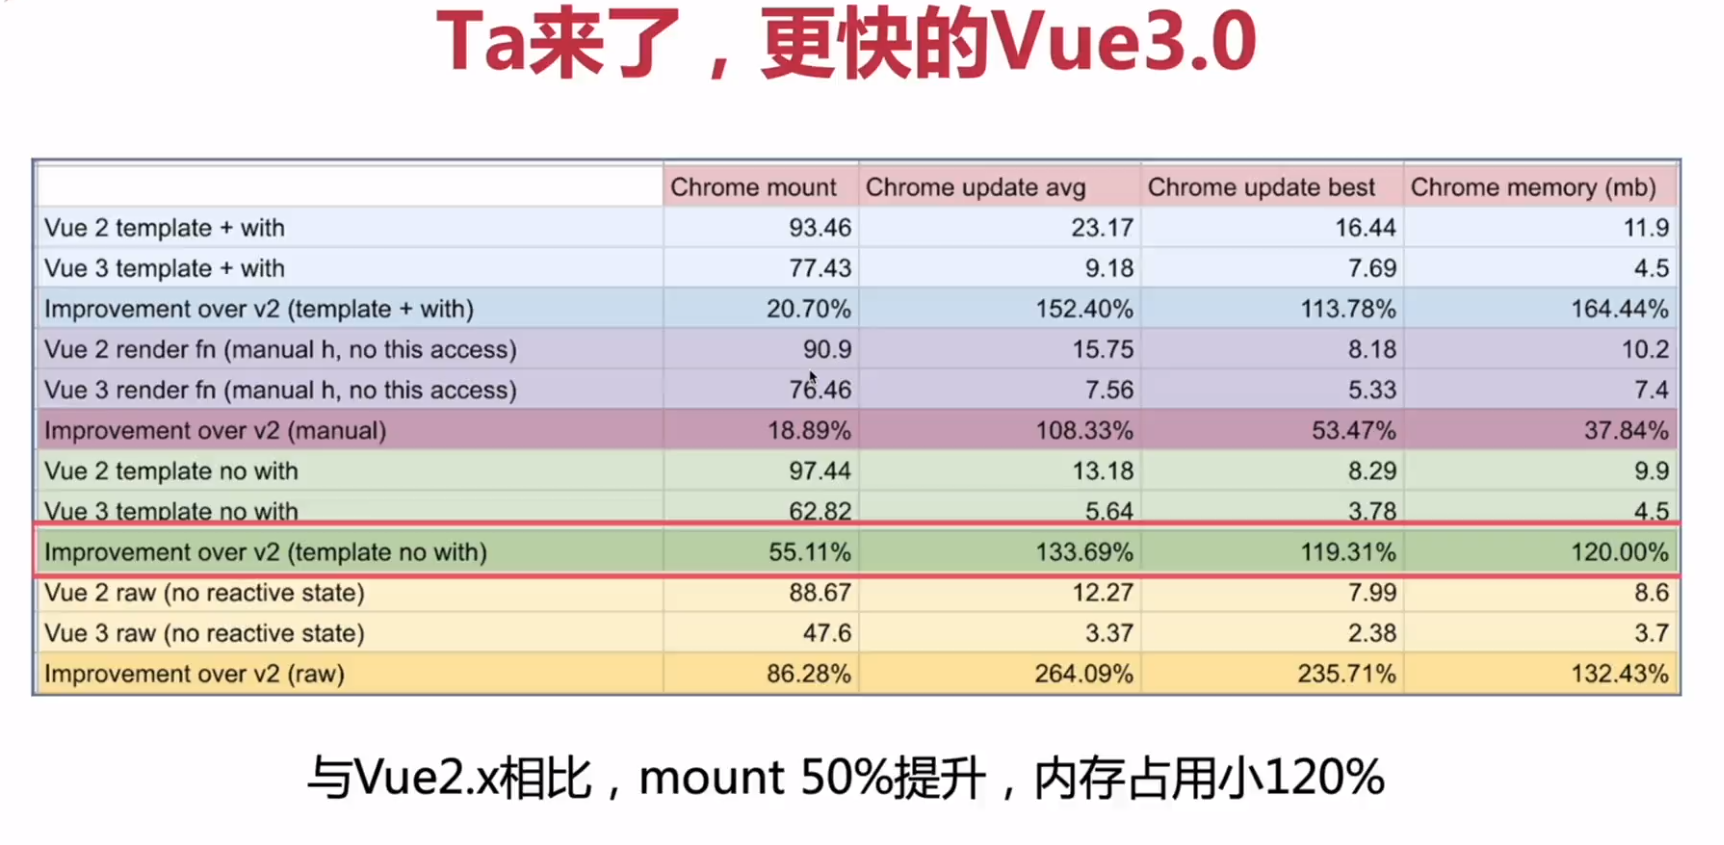 Ta来了，更快的Vue3.0
Chrome mount Chrome update avg Chrome update best Chrome memory (mb)
Vue 2 template + with 93.46 23.17 16.44 11.9
Vue 3 template + with 77.43 9.18 7.69 4.5
Improvement over v2 (template + with) 20.70% 152.40% 113.78% 164.44%
Vue 2 render fn (manual h, no this access) 90.9 15.75 8.18 10.2
Vue 3 render fn (manual h, no this access) 76.46 7.56 5.33 7.4
Improvement over v2 (manual) 18.89% 108.33% 53.47% 37.84%
Vue 2 template no with 97.44 13.18 8.29 9.9
Vue 3 template no with 62.82 5.64 3.78 4.5
Improvement over v2 (template no with) 55.11% 133.69% 119.31% 120.00%
Vue 2 raw (no reactive state) 88.67 12.27 7.99 8.6
Vue 3 raw (no reactive state) 47.6 3.37 2.38 3.7
Improvement over v2 (raw) 86.28% 264.09% 235.71% 132.43%
与Vue2.x相比，mount 50%提升，内存占用小120%